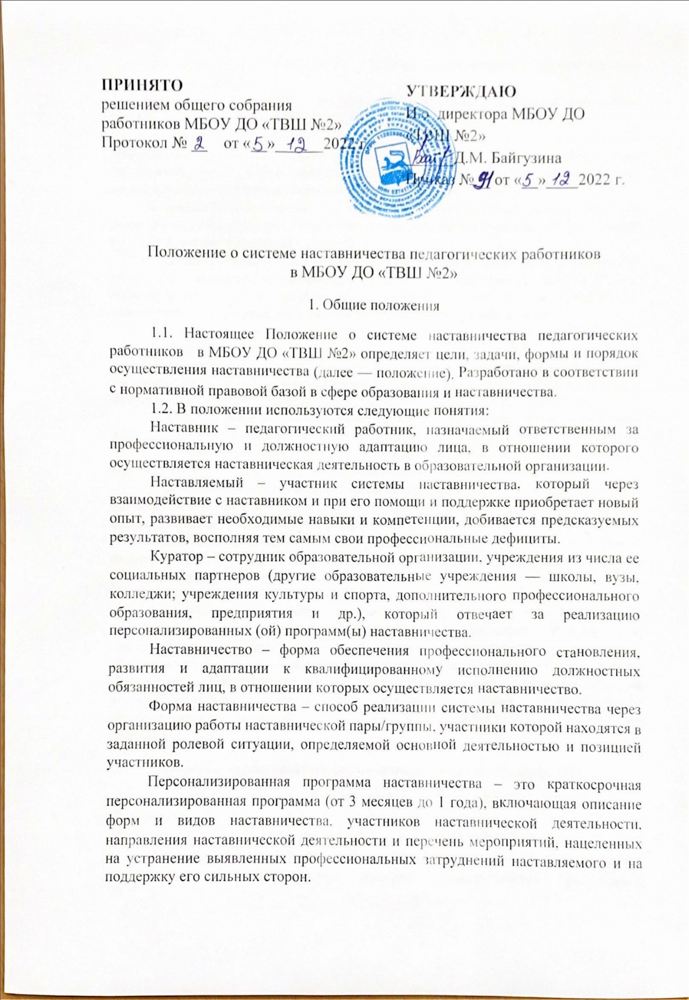 ПРИНЯТО
решением общего собрания
работников МБОУ ДО «ТВШ №2»
Протокол № 2 от «5» 12 2022 г.
УТВЕРЖДАЮ
И.о. директора МБОУ ДО
«ТВШ №2»
Д.М. Байгузина
Приказ № 91 от «5» 12 2022 г.
Положение о системе наставничества педагогических работников
в МБОУ ДО «ТВШ №2»
1. Общие положения
1.1. Настоящее Положение о системе наставничества педагогических
работников в МБОУ ДО «ТВШ №2» определяет цели, задачи, формы и порядок
осуществления наставничества (далее — положение). Разработано в соответствии
с нормативной правовой базой в сфере образования и наставничества.
1.2. В положении используются следующие понятия:
Наставник – педагогический работник, назначаемый ответственным за
профессиональную и должностную адаптацию лица, в отношении которого
осуществляется наставническая деятельность в образовательной организации.
Наставляемый – участник системы наставничества, который через
взаимодействие с наставником и при его помощи и поддержке приобретает новый
опыт, развивает необходимые навыки и компетенции, добивается предсказуемых
результатов, восполняя тем самым свои профессиональные дефициты.
Куратор – сотрудник образовательной организации, учреждения из числа ее
социальных партнеров (другие образовательные учреждения — школы, вузы,
колледжи; учреждения культуры и спорта, дополнительного профессионального
образования, предприятия и др.), который отвечает за реализацию
персонализированных (ой) программ(ы) наставничества.
Наставничество – форма обеспечения профессионального становления,
развития и адаптации к квалифицированному исполнению должностных
обязанностей лиц, в отношении которых осуществляется наставничество.
Форма наставничества – способ реализации системы наставничества через
организацию работы наставнической пары/группы, участники которой находятся в
заданной ролевой ситуации, определяемой основной деятельностью и позицией
участников.
Персонализированная программа наставничества – это краткосрочная
персонализированная программа (от 3 месяцев до 1 года), включающая описание
форм и видов наставничества, участников наставнической деятельности,
направления наставнической деятельности и перечень мероприятий, нацеленных
на устранение выявленных профессиональных затруднений наставляемого и на
поддержку его сильных сторон.